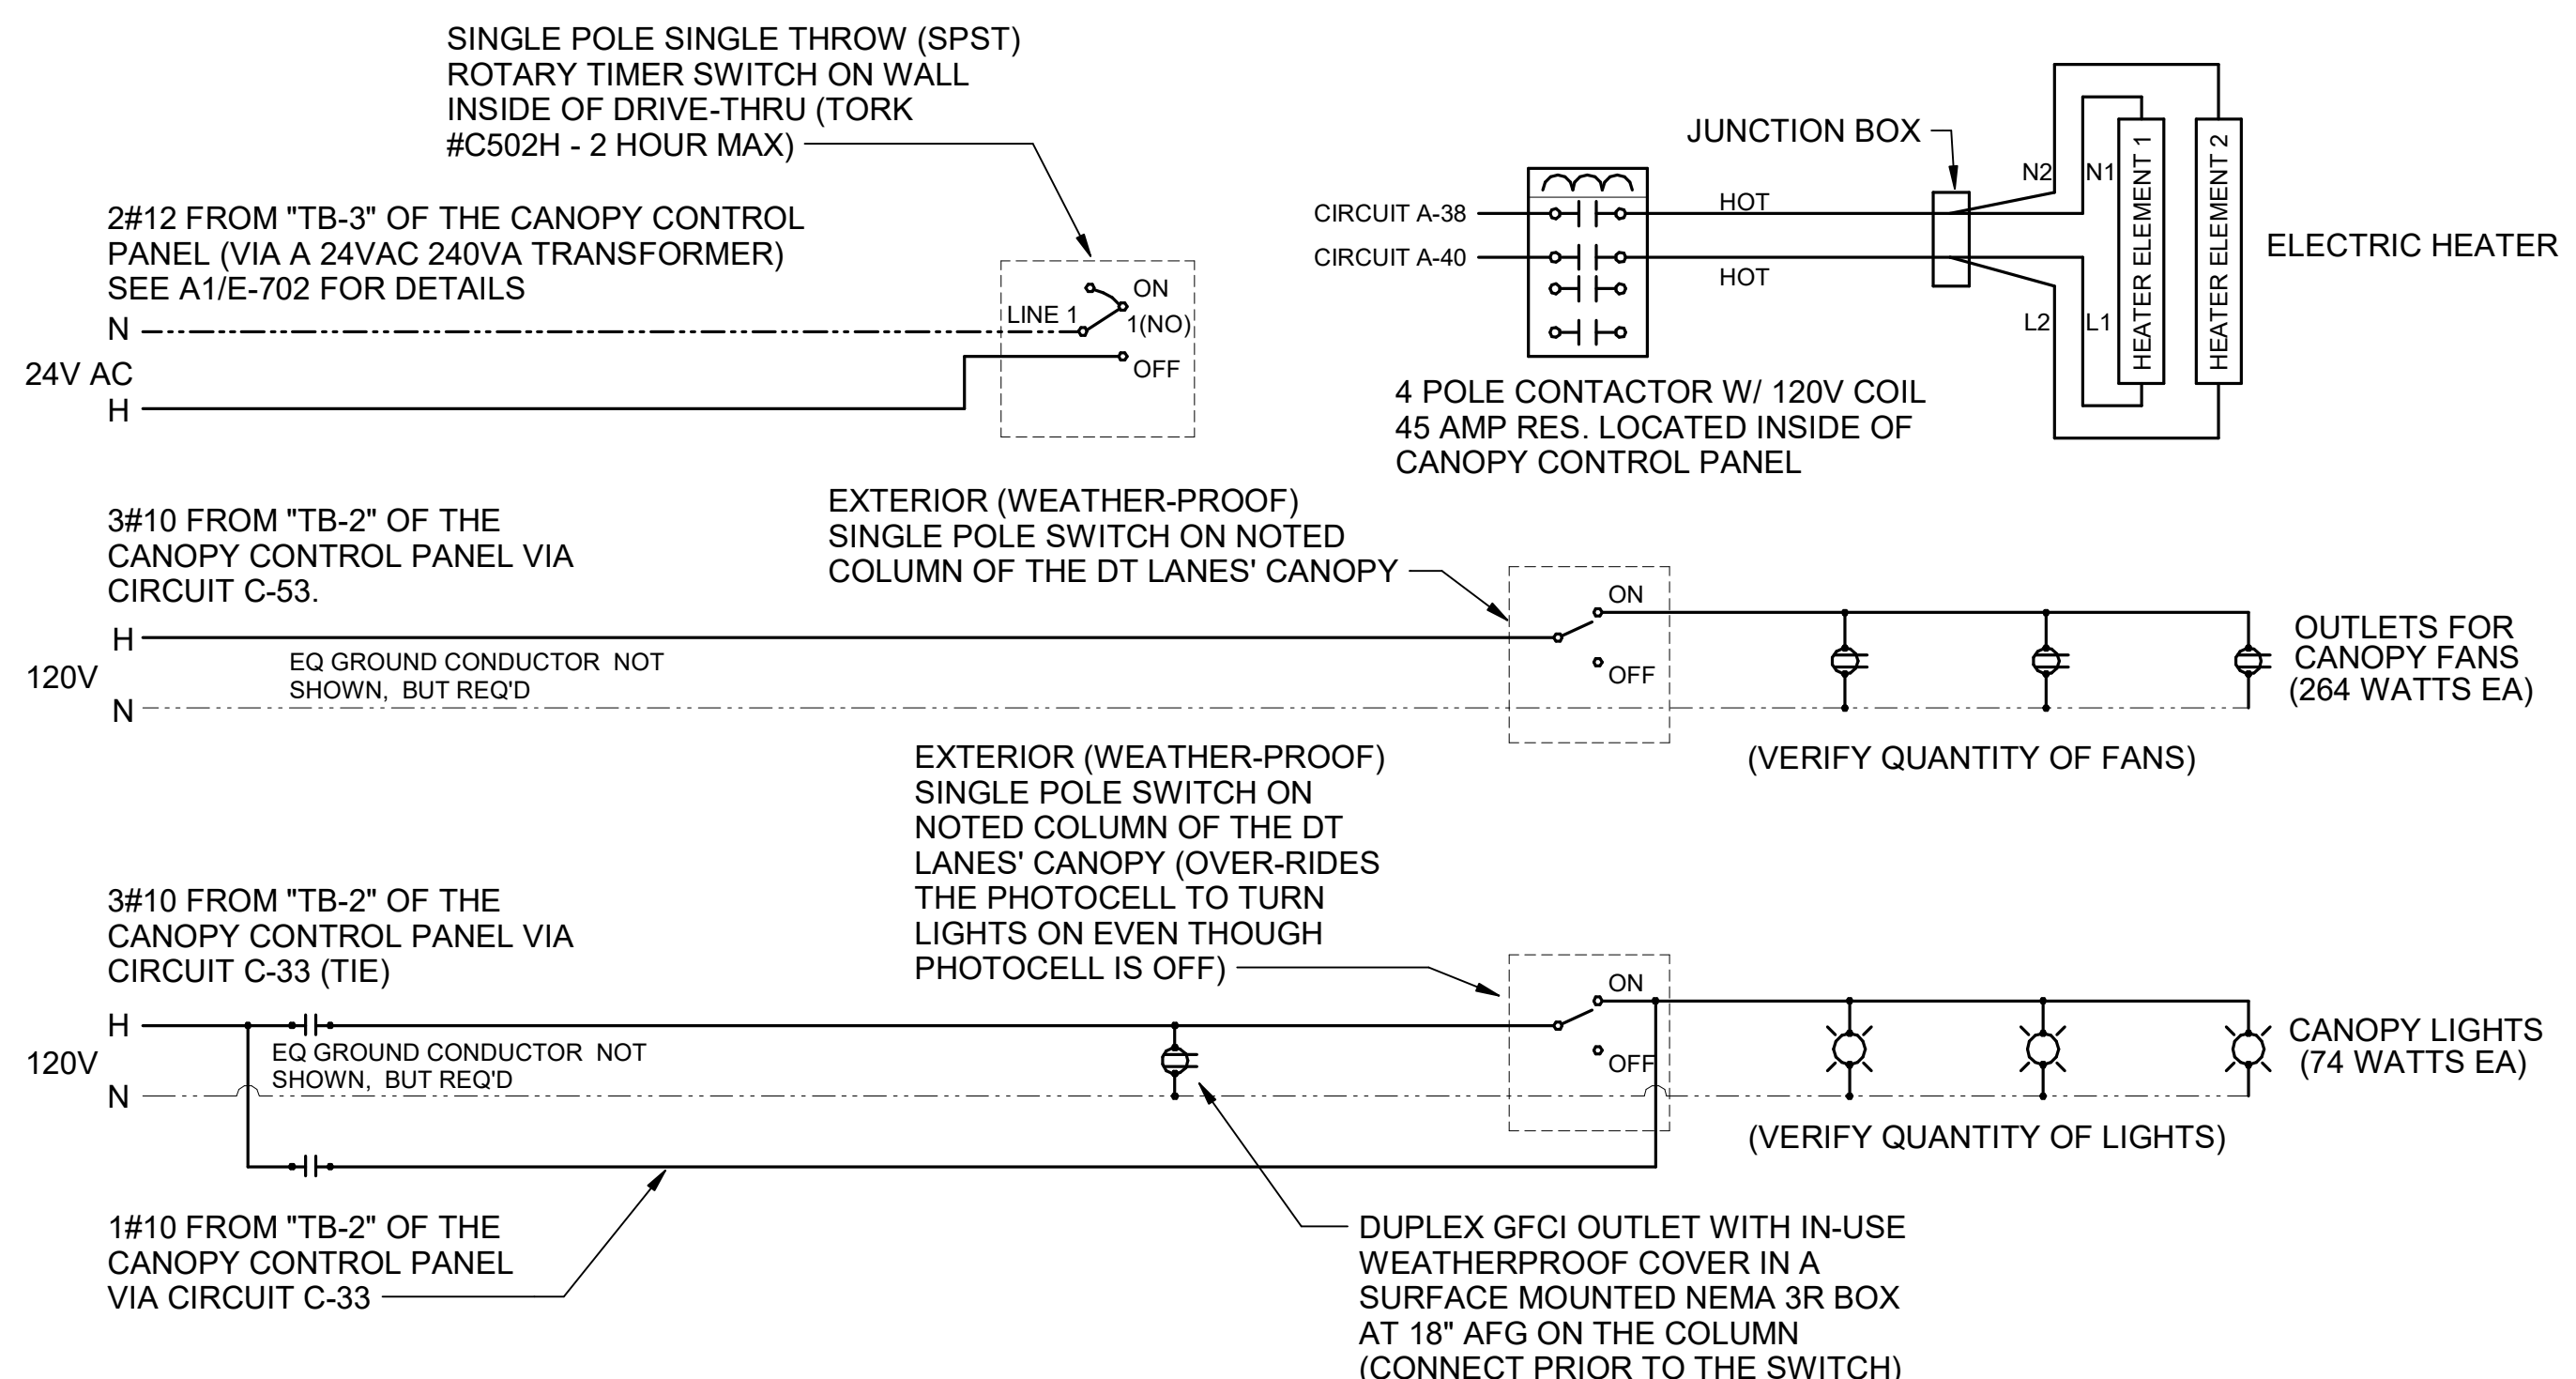 SINGLE POLE SINGLE THROW (SPST)
ROTARY TIMER SWITCH ON WALL
INSIDE OF DRIVE-THRU (TORK
#C502H - 2 HOUR MAX)
2#12 FROM "TB-3" OF THE CANOPY CONTROL
PANEL (VIA A 24VAC 240VA TRANSFORMER)
SEE A1/E-702 FOR DETAILS
N
24V AC
H
LINE 1
ON
1(NO)
OFF
JUNCTION BOX
CIRCUIT A-38
CIRCUIT A-40
HOT
HOT
N2
N1
L2
L1
HEATER ELEMENT 1
HEATER ELEMENT 2
ELECTRIC HEATER
4 POLE CONTACTOR W/ 120V COIL
45 AMP RES. LOCATED INSIDE OF
CANOPY CONTROL PANEL
3#10 FROM "TB-2" OF THE
CANOPY CONTROL PANEL VIA
CIRCUIT C-53.
EXTERIOR (WEATHER-PROOF)
SINGLE POLE SWITCH ON NOTED
COLUMN OF THE DT LANES' CANOPY
H
120V
N
EQ GROUND CONDUCTOR NOT
SHOWN, BUT REQ'D
ON
OFF
OUTLETS FOR
CANOPY FANS
(264 WATTS EA)
(VERIFY QUANTITY OF FANS)
EXTERIOR (WEATHER-PROOF)
SINGLE POLE SWITCH ON
NOTED COLUMN OF THE DT
LANES' CANOPY (OVER-RIDES
THE PHOTOCELL TO TURN
LIGHTS ON EVEN THOUGH
PHOTOCELL IS OFF)
3#10 FROM "TB-2" OF THE
CANOPY CONTROL PANEL VIA
CIRCUIT C-33 (TIE)
H
120V
N
EQ GROUND CONDUCTOR NOT
SHOWN, BUT REQ'D
ON
OFF
CANOPY LIGHTS
(74 WATTS EA)
(VERIFY QUANTITY OF LIGHTS)
1#10 FROM "TB-2" OF THE
CANOPY CONTROL PANEL
VIA CIRCUIT C-33
DUPLEX GFCI OUTLET WITH IN-USE
WEATHERPROOF COVER IN A
SURFACE MOUNTED NEMA 3R BOX
AT 18" AFG ON THE COLUMN
(CONNECT PRIOR TO THE SWITCH)